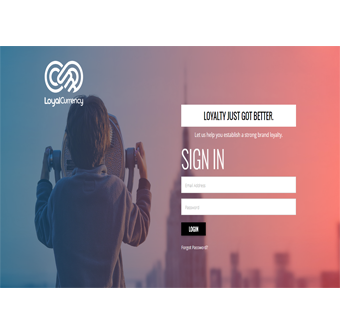 LoyalCurrency
LOYALTY JUST GOT BETTER.
Let us help you establish a strong brand loyalty.
SIGN IN
Email address
Password
LOGIN
Forgot Password?